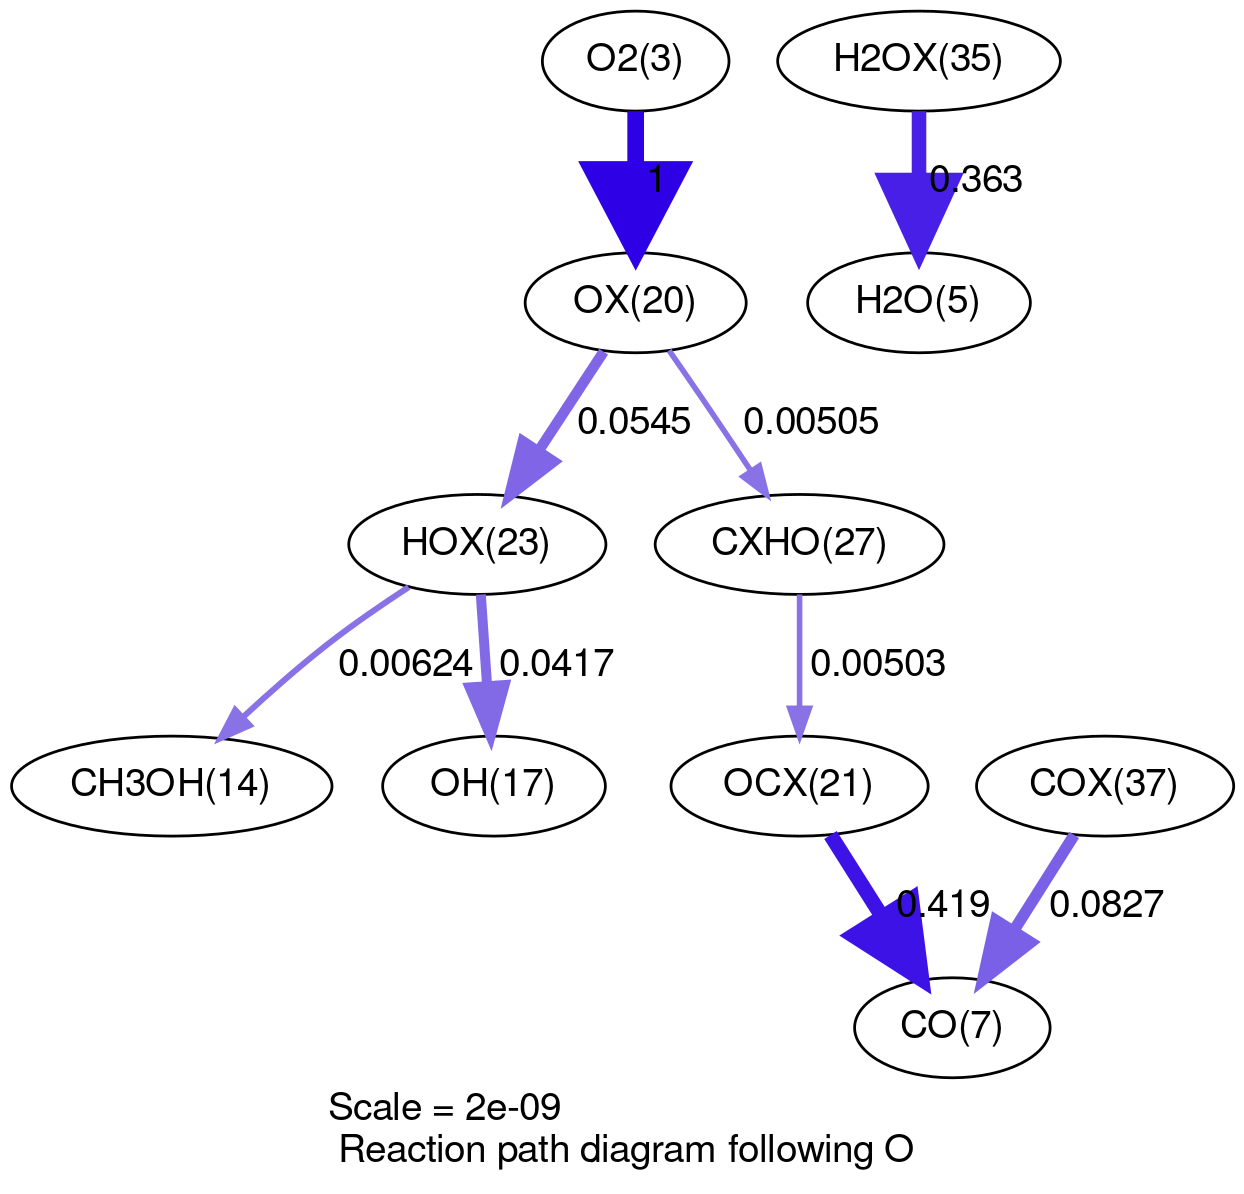 O2(3)
H2OX(35)
1
0.363
OX(20)
H2O(5)
0.0545
0.00505
HOX(23)
CXHO(27)
0.00624
0.0417
0.00503
CH3OH(14)
OH(17)
OCX(21)
COX(37)
0.419
0.0827
CO(7)
Scale = 2e-09
Reaction path diagram following O